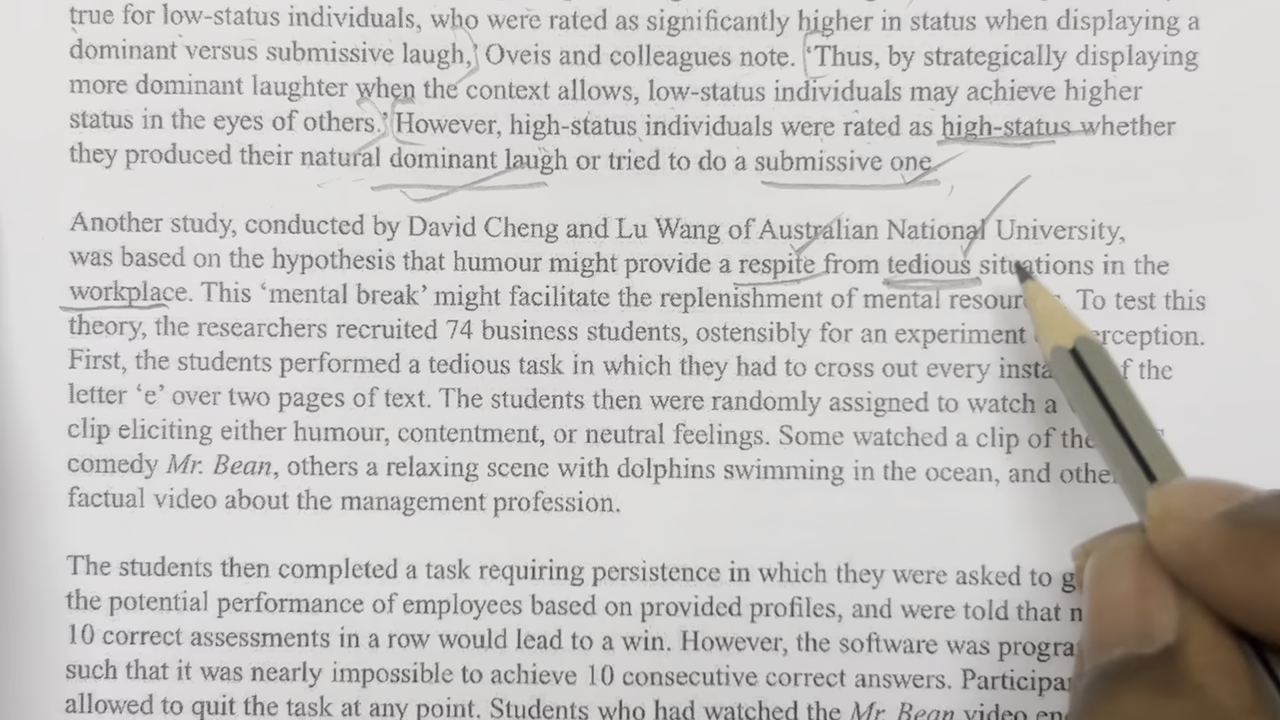 true for low-status individuals, who were rated as significantly higher in status when displaying a
dominant versus submissive laugh,' Oveis and colleagues note. 'Thus, by strategically displaying
more dominant laughter when the context allows, low-status individuals may achieve higher
status in the eyes of others.' However, high-status individuals were rated as high-status whether
they produced their natural dominant laugh or tried to do a submissive one.
Another study, conducted by David Cheng and Lu Wang of Australian National University,
was based on the hypothesis that humour might provide a respite from tedious situations in the
workplace. This 'mental break' might facilitate the replenishment of mental To test this
theory, the researchers recruited 74 business students, ostensibly for an experiment
First, the students performed a tedious task in which they had to cross out every the
letter 'e' over two pages of text. The students then were randomly assigned to watch a
clip eliciting either humour, contentment, or neutral feelings. Some watched a clip of the
comedy Mr. Bean, others a relaxing scene with dolphins swimming in the ocean, and
factual video about the management profession.
The students then completed a task requiring persistence in which they were asked to
the potential performance of employees based on provided profiles, and were told that
10 correct assessments in a row would lead to a win. However, the software was
such that it was nearly impossible to achieve 10 consecutive correct answers.
allowed to quit the task at any point. Students who had watched the Mr. Bean video